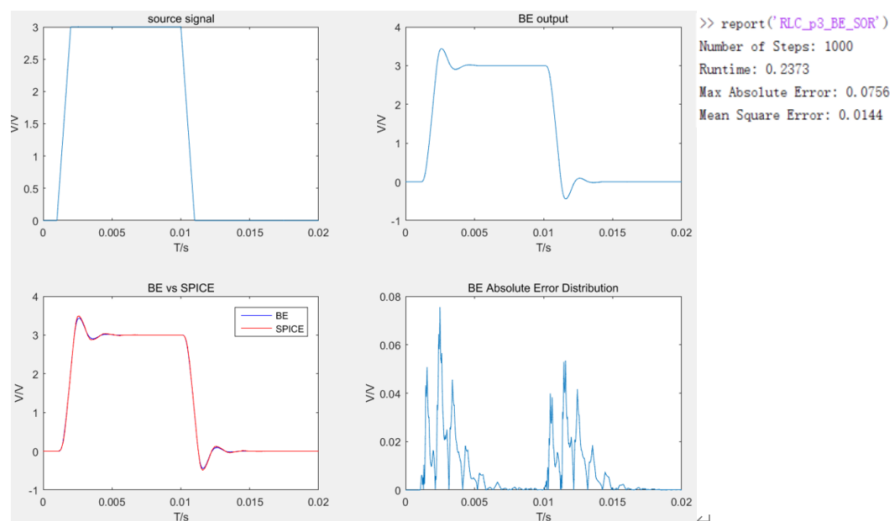 source signal
V/V
3
2.5
2
1.5
1
0.5
0
0 0.005 0.01 0.015 0.02
T/s
BE output
V/V
4
3
2
1
0
-1
0 0.005 0.01 0.015 0.02
T/s
>> report('RLC_p3_BE_SOR')
Number of Steps: 1000
Runtime: 0.2373
Max Absolute Error: 0.0756
Mean Square Error: 0.0144
BE vs SPICE
V/V
4
3
2
1
0
-1
BE
SPICE
0 0.005 0.01 0.015 0.02
T/s
BE Absolute Error Distribution
V/V
0.08
0.06
0.04
0.02
0
0 0.005 0.01 0.015 0.02
T/s